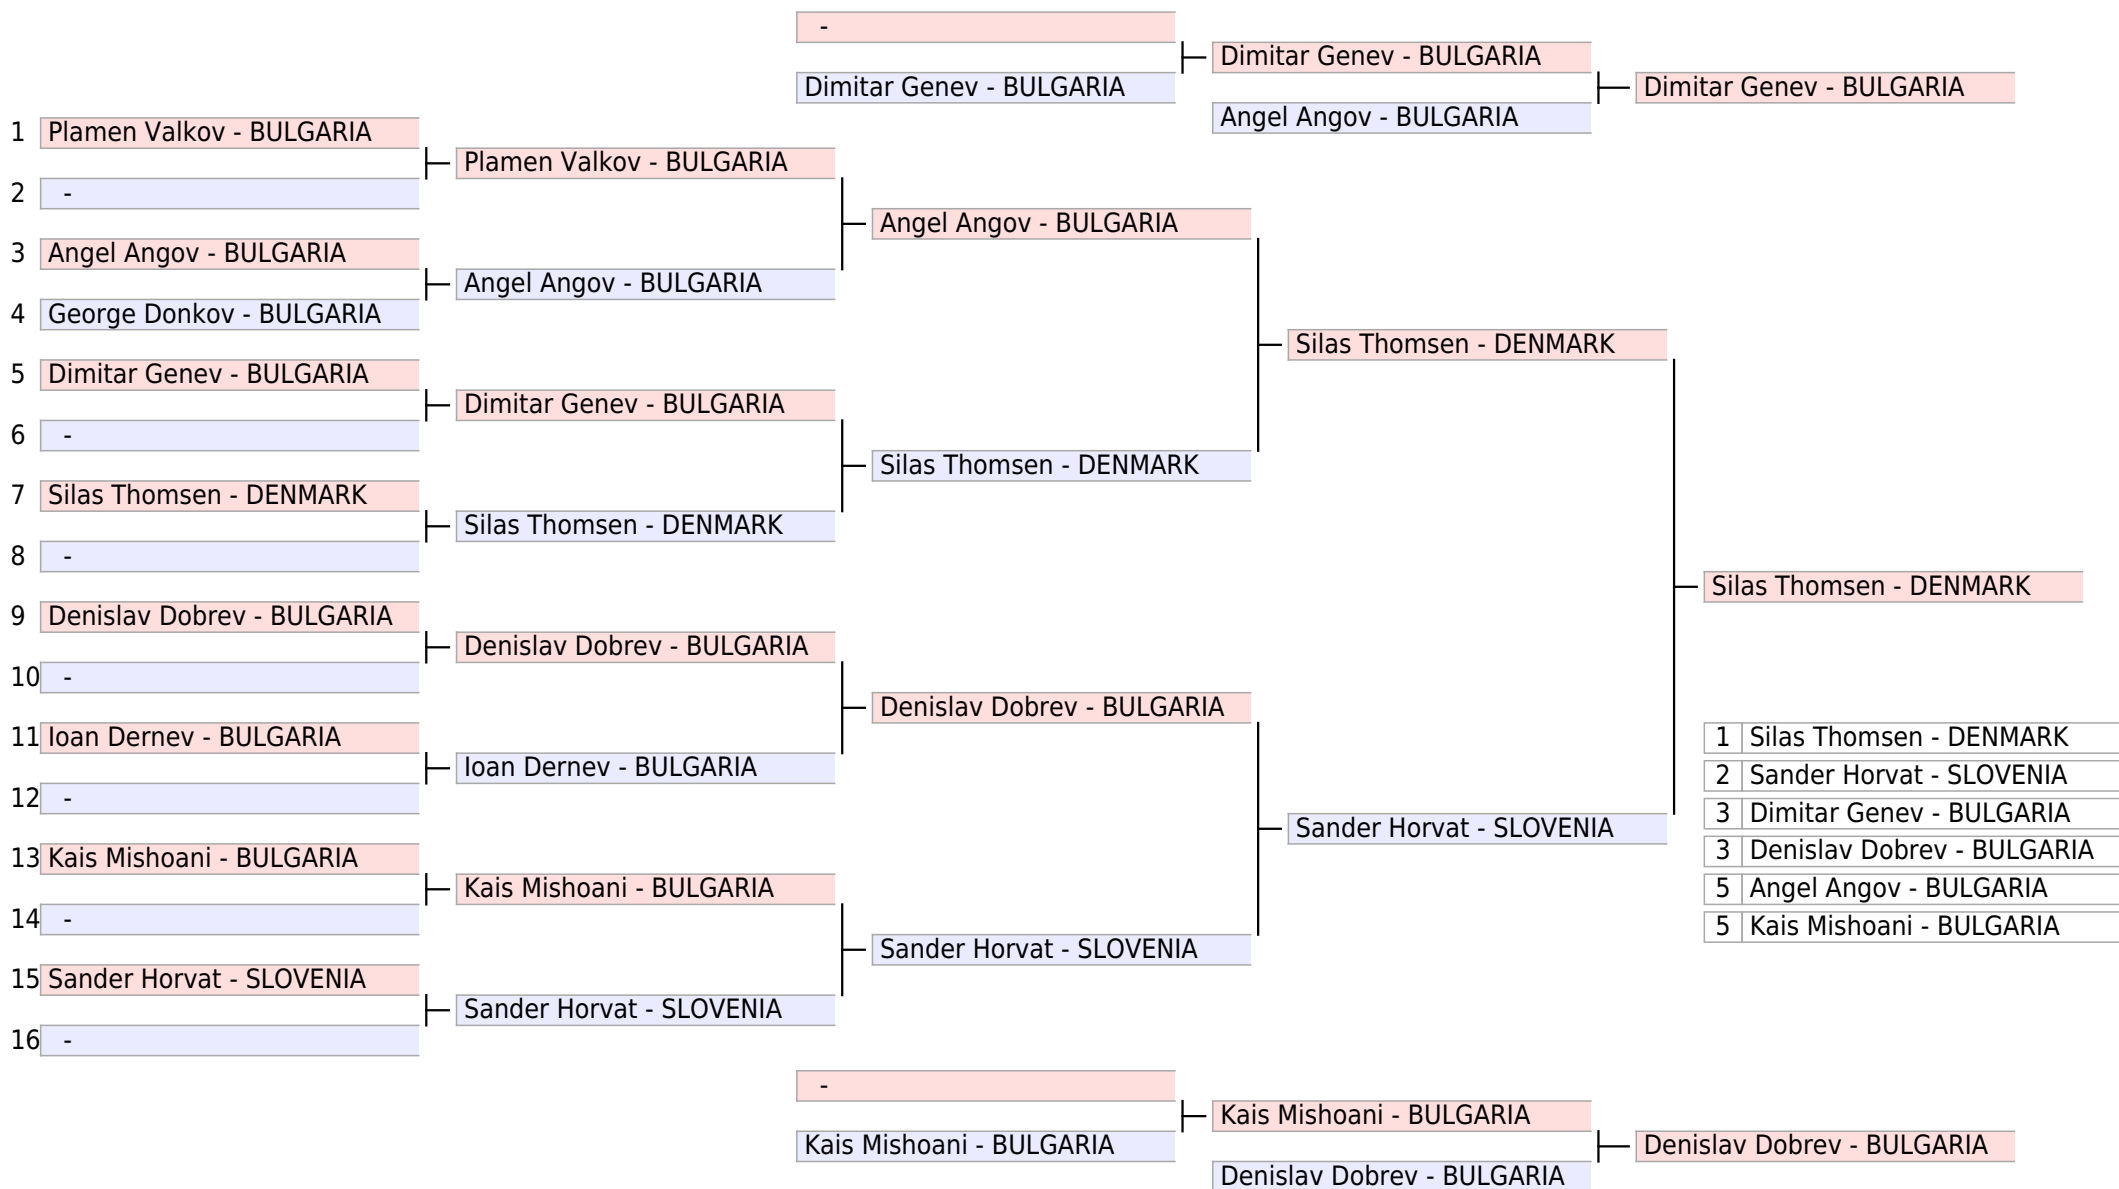 -
Dimitar Genev - BULGARIA
Dimitar Genev - BULGARIA
Angel Angov - BULGARIA
Dimitar Genev - BULGARIA
1 Plamen Valkov - BULGARIA
2 -
3 Angel Angov - BULGARIA
4 George Donkov - BULGARIA
5 Dimitar Genev - BULGARIA
6 -
7 Silas Thomsen - DENMARK
8 -
9 Denislav Dobrev - BULGARIA
10 -
11 Ioan Dernev - BULGARIA
12 -
13 Kais Mishoani - BULGARIA
14 -
15 Sander Horvat - SLOVENIA
16 -
Plamen Valkov - BULGARIA
Angel Angov - BULGARIA
Dimitar Genev - BULGARIA
Silas Thomsen - DENMARK
Denislav Dobrev - BULGARIA
Ioan Dernev - BULGARIA
Kais Mishoani - BULGARIA
Sander Horvat - SLOVENIA
Angel Angov - BULGARIA
Silas Thomsen - DENMARK
Denislav Dobrev - BULGARIA
Sander Horvat - SLOVENIA
Silas Thomsen - DENMARK
Sander Horvat - SLOVENIA
Silas Thomsen - DENMARK
1 Silas Thomsen - DENMARK
2 Sander Horvat - SLOVENIA
3 Dimitar Genev - BULGARIA
3 Denislav Dobrev - BULGARIA
5 Angel Angov - BULGARIA
5 Kais Mishoani - BULGARIA
-
Kais Mishoani - BULGARIA
Kais Mishoani - BULGARIA
Denislav Dobrev - BULGARIA
Denislav Dobrev - BULGARIA